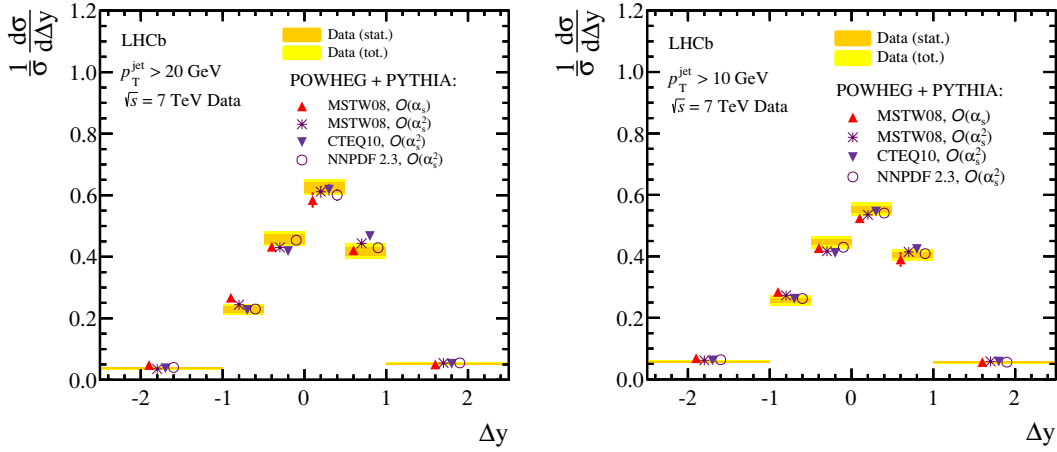 1/σ dσ/dΔy
1.2
1.0
0.8
0.6
0.4
0.2
0.0
LHCb
p_T^jet > 20 GeV
√s = 7 TeV Data
Data (stat.)
Data (tot.)
POWHEG + PYTHIA:
MSTW08, O(α_s)
MSTW08, O(α_s^2)
CTEQ10, O(α_s^2)
NNPDF 2.3, O(α_s^2)
-2 -1 0 1 2
Δy
1/σ dσ/dΔy
1.2
1.0
0.8
0.6
0.4
0.2
0.0
LHCb
p_T^jet > 10 GeV
√s = 7 TeV Data
Data (stat.)
Data (tot.)
POWHEG + PYTHIA:
MSTW08, O(α_s)
MSTW08, O(α_s^2)
CTEQ10, O(α_s^2)
NNPDF 2.3, O(α_s^2)
-2 -1 0 1 2
Δy